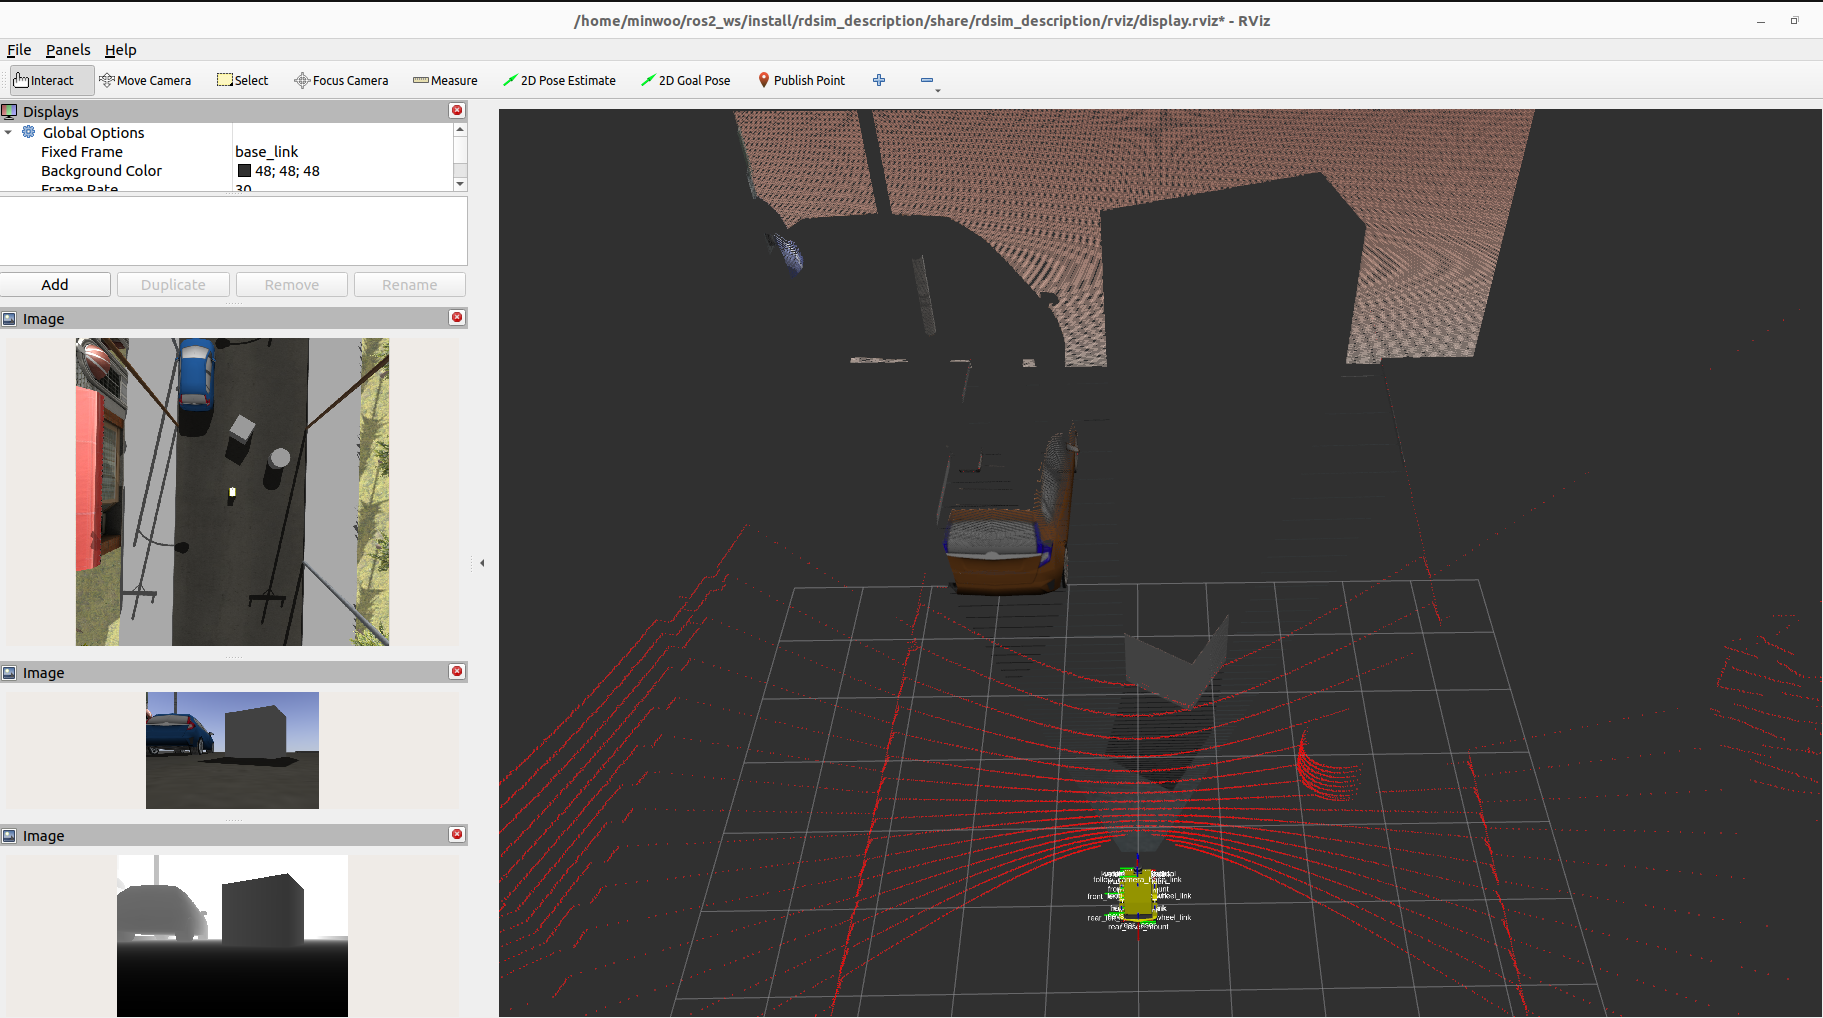 /home/minwoo/ros2_ws/install/rdsim_description/share/rdsim_description/rviz/display.rviz* - RViz
File Panels Help
Interact Move Camera Select Focus Camera Measure 2D Pose Estimate 2D Goal Pose Publish Point
Displays
Global Options
Fixed Frame base_link
Background Color 48; 48; 48
Frame Rate 30
Add Duplicate Remove Rename
Image
Image
Image